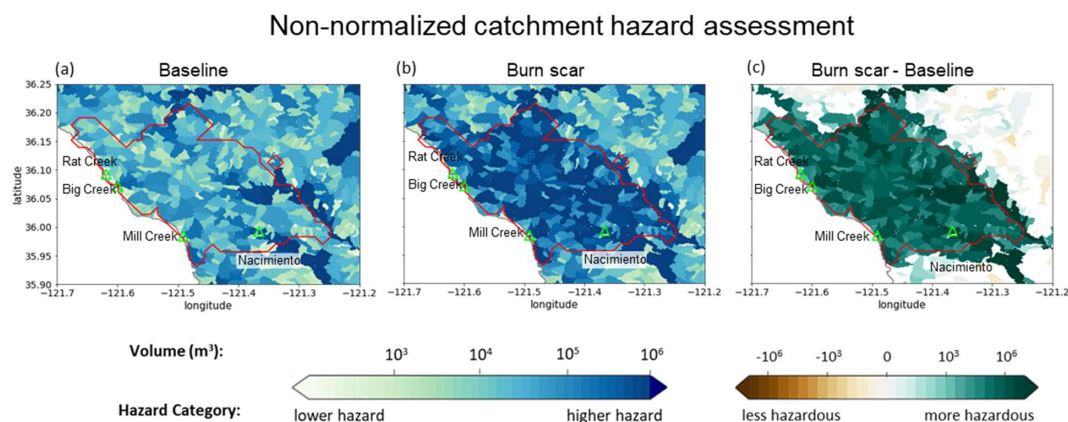 Non-normalized catchment hazard assessment
(a) Baseline
(b) Burn scar
(c) Burn scar - Baseline
latitude
36.25
36.20
36.15
36.10
36.05
36.00
35.95
35.90
Rat Creek
Big Creek
Mill Creek
Nacimiento
−121.7 −121.6 −121.5 −121.4 −121.3 −121.2
longitude
Rat Creek
Big Creek
Mill Creek
Nacimiento
−121.7 −121.6 −121.5 −121.4 −121.3 −121.2
longitude
Rat Creek
Big Creek
Mill Creek
Nacimiento
−121.7 −121.6 −121.5 −121.4 −121.3 −121.2
longitude
Volume (m³): 10³ 10⁴ 10⁵ 10⁶
Hazard Category: lower hazard higher hazard
-10⁶ -10³ 0 10³ 10⁶
less hazardous more hazardous